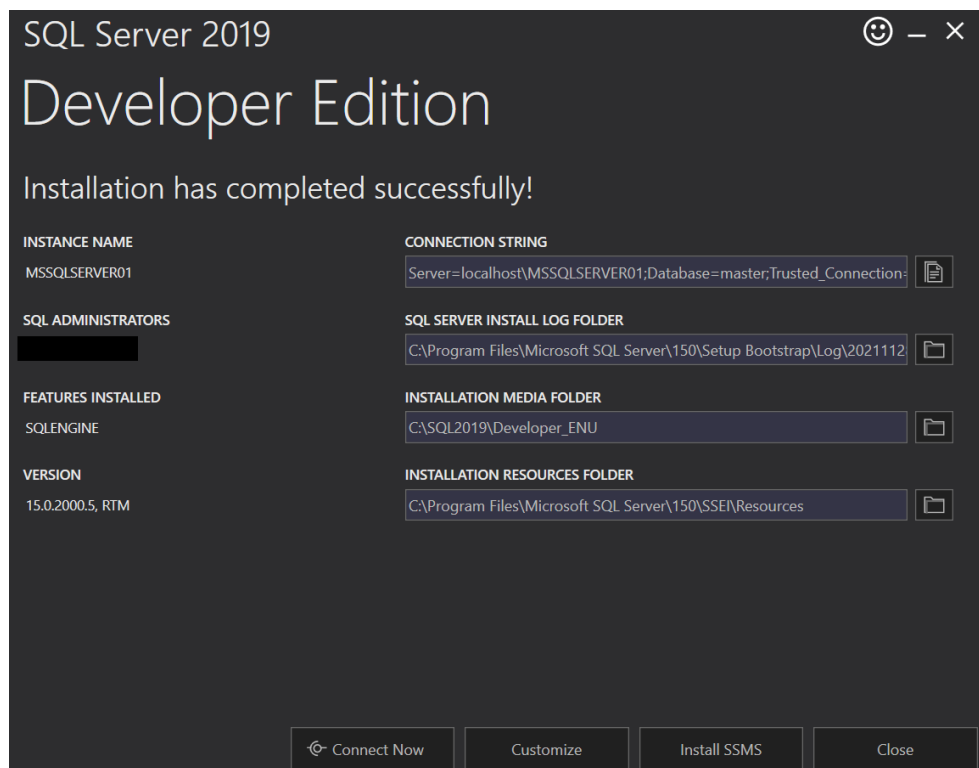 SQL Server 2019
Developer Edition
Installation has completed successfully!
INSTANCE NAME
MSSQLSERVER01
CONNECTION STRING
Server=localhost\MSSQLSERVER01;Database=master;Trusted_Connection=
SQL ADMINISTRATORS
SQL SERVER INSTALL LOG FOLDER
C:\Program Files\Microsoft SQL Server\150\Setup Bootstrap\Log\2021112
FEATURES INSTALLED
SQLENGINE
INSTALLATION MEDIA FOLDER
C:\SQL2019\Developer_ENU
VERSION
15.0.2000.5, RTM
INSTALLATION RESOURCES FOLDER
C:\Program Files\Microsoft SQL Server\150\SSEI\Resources
Connect Now
Customize
Install SSMS
Close